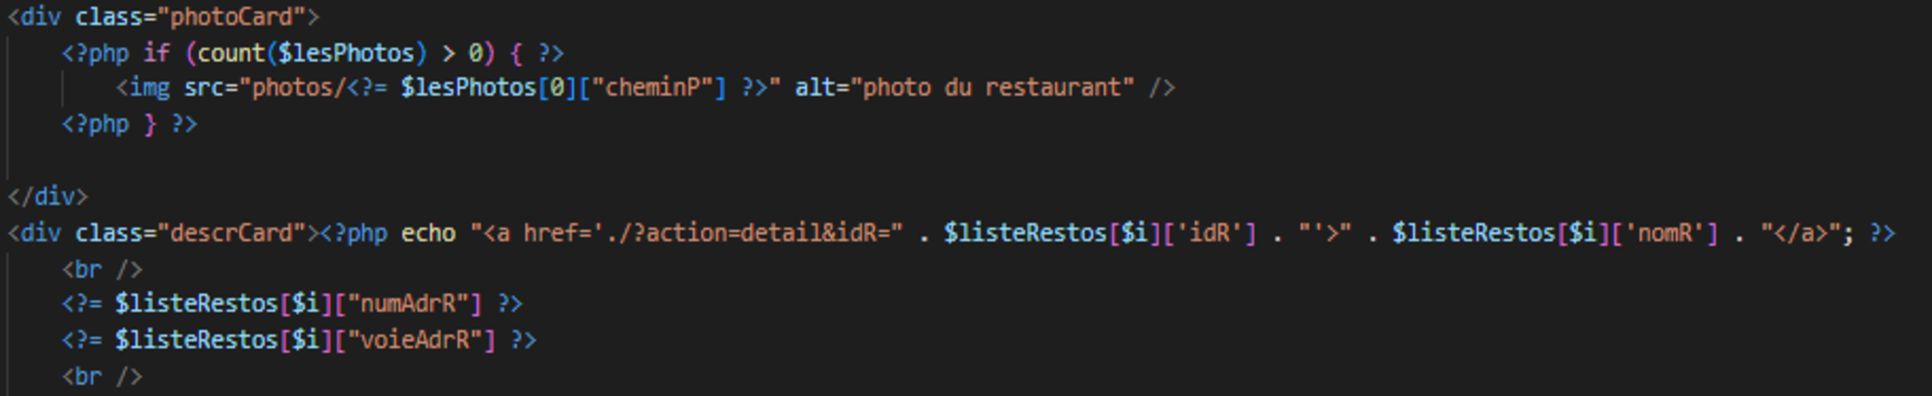 <div class="photoCard">
<?php if (count($lesPhotos) > 0) { ?>
<img src="photos/<?= $lesPhotos[0]["cheminP"] ?>" alt="photo du restaurant" />
<?php } ?>
</div>
<div class="descrCard"><?php echo "<a href='./?action=detail&idR=" . $listeRestos[$i]['idR'] . "'>" . $listeRestos[$i]['nomR'] . "</a>"; ?>
<br />
<?= $listeRestos[$i]["numAdrR"] ?>
<?= $listeRestos[$i]["voieAdrR"] ?>
<br />